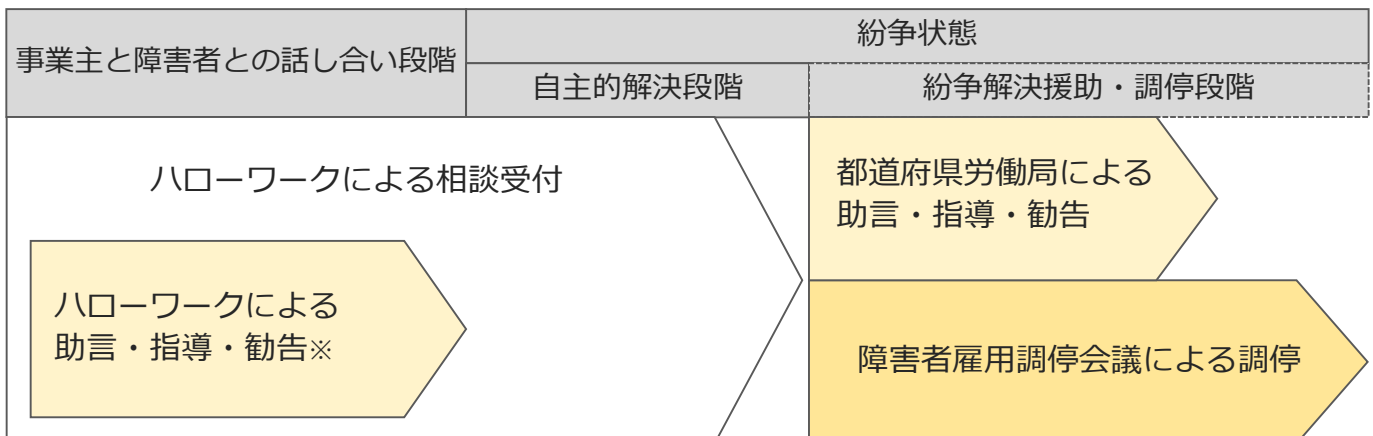 事業主と障害者との話し合い段階
紛争状態
自主的解決段階
紛争解決援助・調停段階
ハローワークによる相談受付
ハローワークによる
助言・指導・勧告※
都道府県労働局による
助言・指導・勧告
障害者雇用調停会議による調停